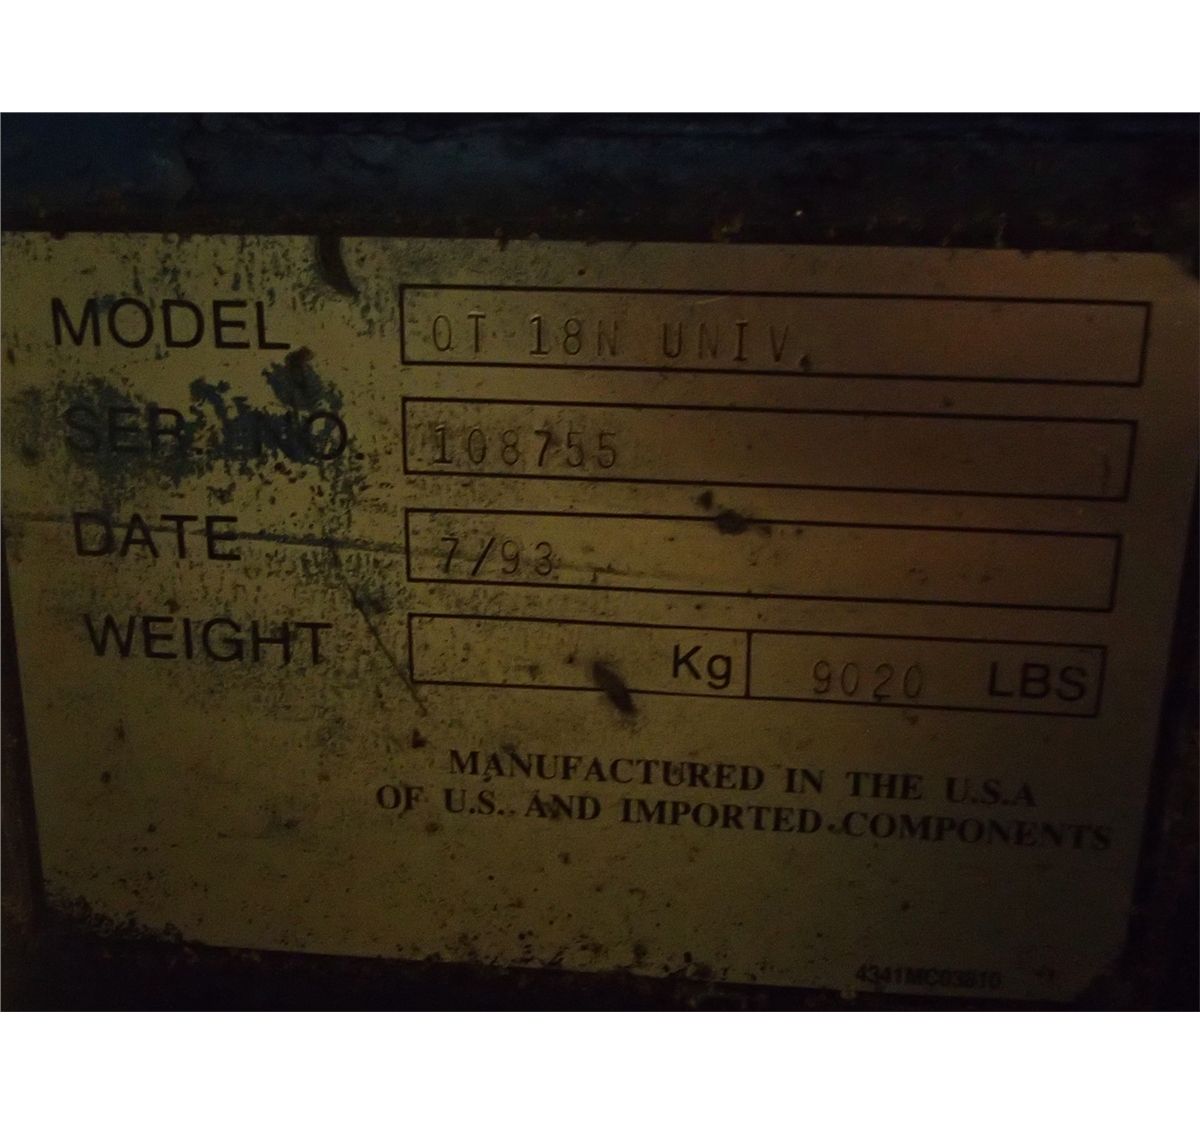 MODEL QT 18N UNIV.
SER. NO. 108755
DATE 7/93
WEIGHT Kg 9020 LBS
MANUFACTURED IN THE U.S.A
OF U.S. AND IMPORTED COMPONENTS
4341MC03810